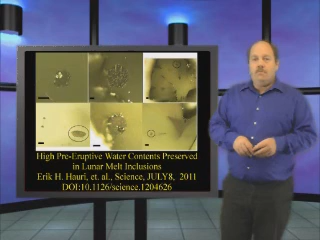 High Pre-Eruptive Water Contents Preserved
in Lunar Melt Inclusions
Erik H. Hauri, et. al., Science, JULY8, 2011
DOI:10,1126/science.1204626